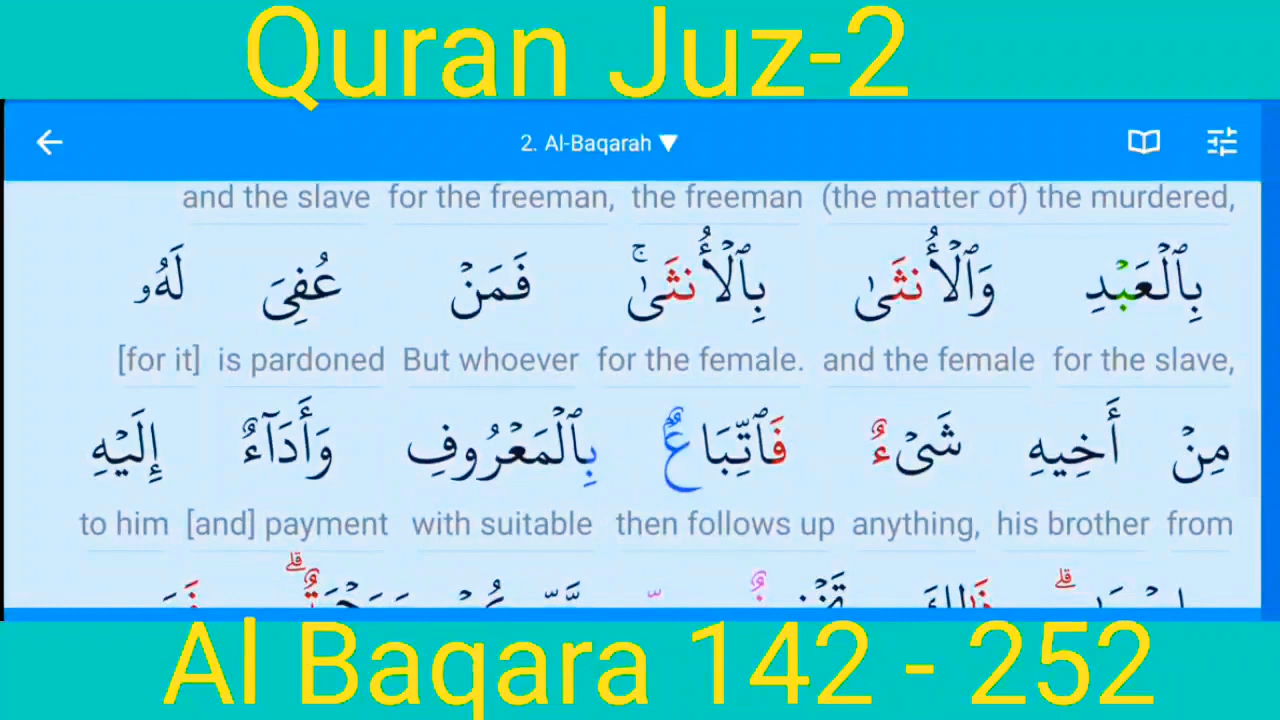 Quran Juz-2
2. Al-Baqarah ▼
and the slave for the freeman, the freeman (the matter of) the murdered,
بِٱلْعَبْدِ وَٱلْأُنثَىٰ بِٱلْأُنثَىٰ ۚ فَمَنْ عُفِىَ لَهُۥ
[for it] is pardoned But whoever for the female. and the female for the slave,
مِنْ أَخِيهِ شَىْءٌ فَٱتِّبَاعٌۢ بِٱلْمَعْرُوفِ وَأَدَآءٌ إِلَيْهِ
to him [and] payment with suitable then follows up anything, his brother from
Al Baqara 142 - 252